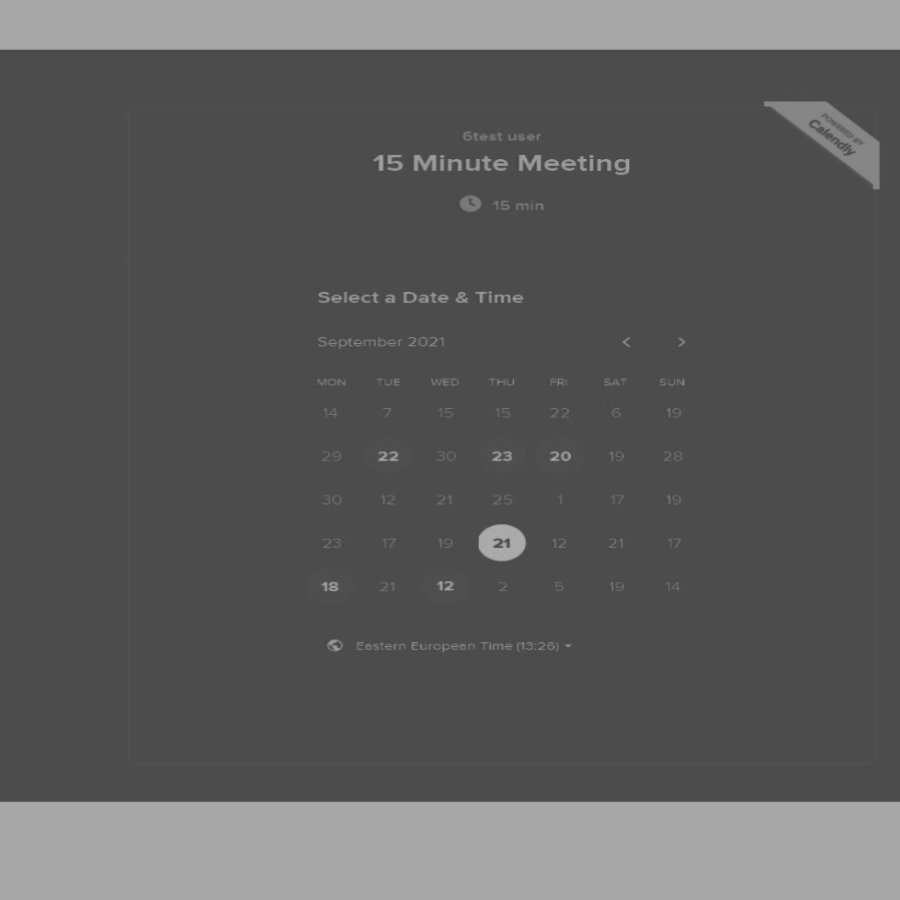 POWERED BY
Calendly
6test user
15 Minute Meeting
15 min
Select a Date & Time
September 2021 < >
MON TUE WED THU FRI SAT SUN
14 7 15 15 22 6 19
29 22 30 23 20 19 28
30 12 21 25 1 17 19
23 17 19 21 12 21 17
18 21 12 2 5 19 14
Eastern European Time (13:26)